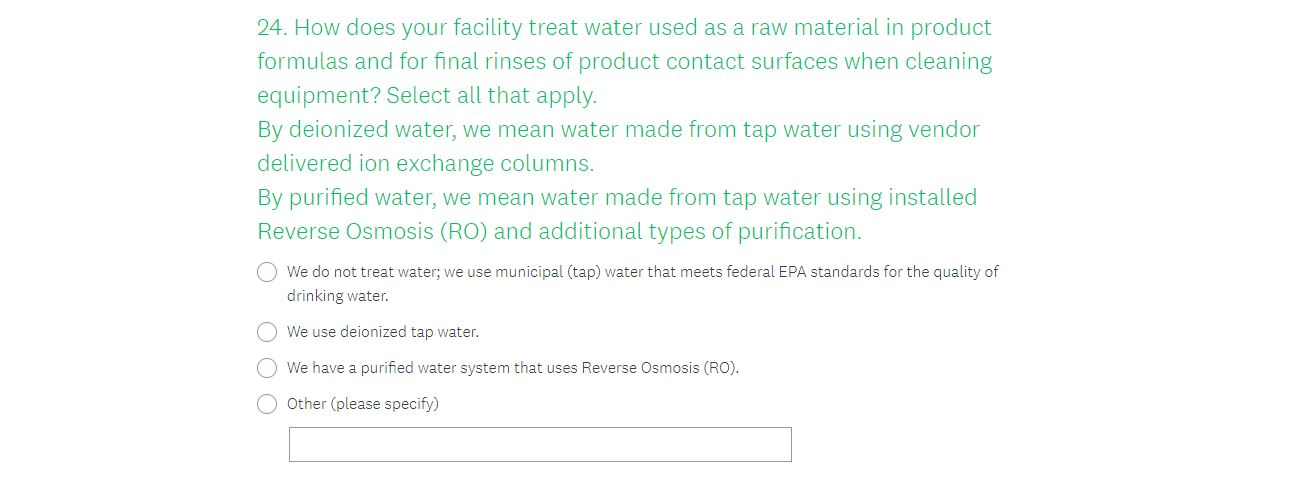 24. How does your facility treat water used as a raw material in product
formulas and for final rinses of product contact surfaces when cleaning
equipment? Select all that apply.
By deionized water, we mean water made from tap water using vendor
delivered ion exchange columns.
By purified water, we mean water made from tap water using installed
Reverse Osmosis (RO) and additional types of purification.
We do not treat water; we use municipal (tap) water that meets federal EPA standards for the quality of
drinking water.
We use deionized tap water.
We have a purified water system that uses Reverse Osmosis (RO).
Other (please specify)